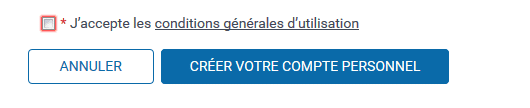 * J’accepte les conditions générales d’utilisation
ANNULER
CRÉER VOTRE COMPTE PERSONNEL